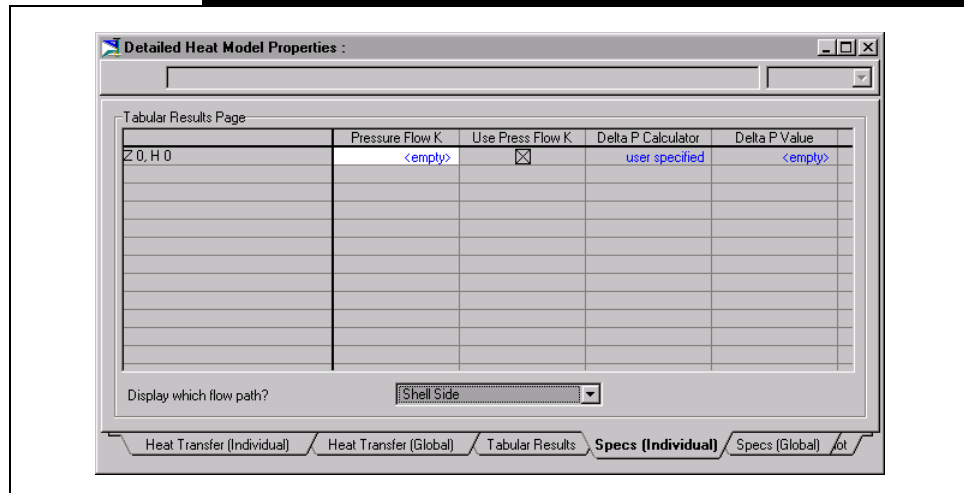 Detailed Heat Model Properties :
Tabular Results Page
Pressure Flow K Use Press Flow K Delta P Calculator Delta P Value
Z 0, H 0 <empty> user specified <empty>
Display which flow path? Shell Side
Heat Transfer (Individual) Heat Transfer (Global) Tabular Results Specs (Individual) Specs (Global) ot